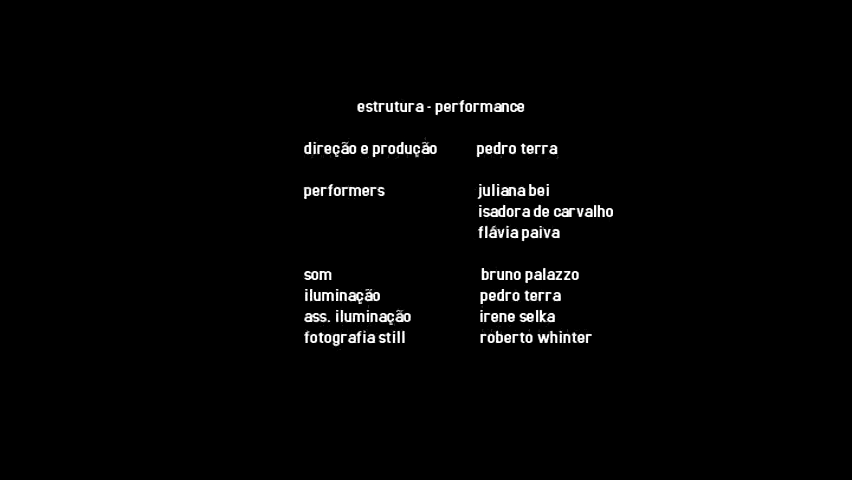 estrutura - performance
direção e produção pedro terra
performers juliana bei
isadora de carvalho
flávia paiva
som bruno palazzo
iluminação pedro terra
ass. iluminação irene selka
fotografia still roberto whinter